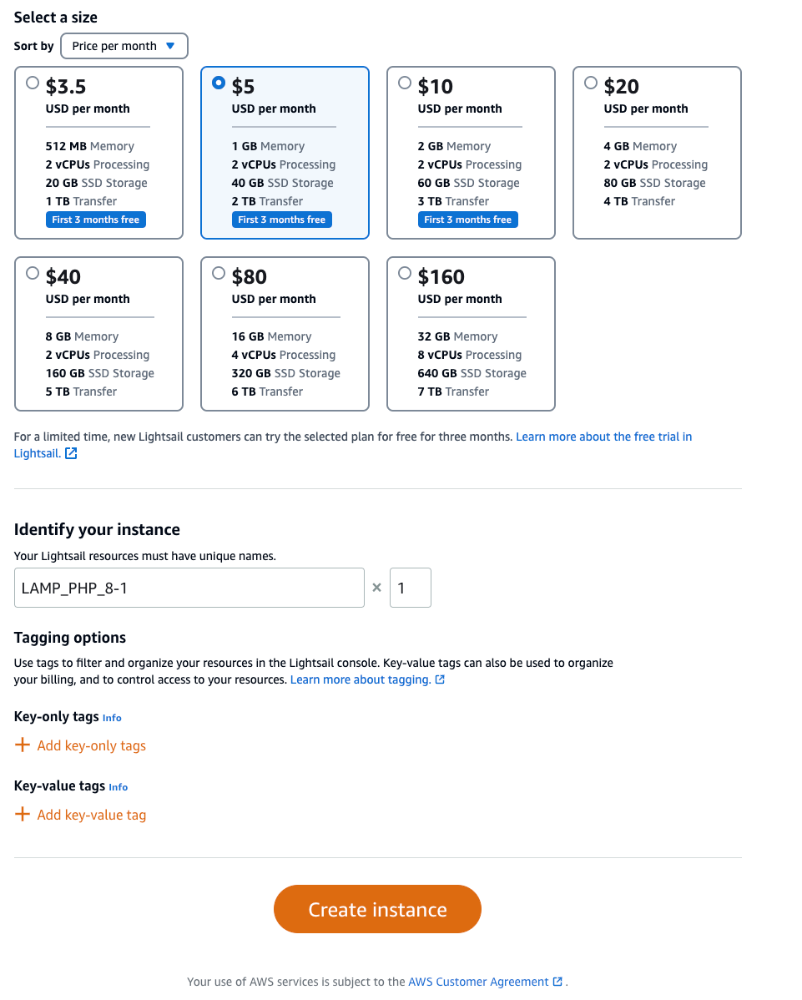 Select a size
Sort by Price per month
$3.5
USD per month
512 MB Memory
2 vCPUs Processing
20 GB SSD Storage
1 TB Transfer
First 3 months free
$5
USD per month
1 GB Memory
2 vCPUs Processing
40 GB SSD Storage
2 TB Transfer
First 3 months free
$10
USD per month
2 GB Memory
2 vCPUs Processing
60 GB SSD Storage
3 TB Transfer
First 3 months free
$20
USD per month
4 GB Memory
2 vCPUs Processing
80 GB SSD Storage
4 TB Transfer
$40
USD per month
8 GB Memory
2 vCPUs Processing
160 GB SSD Storage
5 TB Transfer
$80
USD per month
16 GB Memory
4 vCPUs Processing
320 GB SSD Storage
6 TB Transfer
$160
USD per month
32 GB Memory
8 vCPUs Processing
640 GB SSD Storage
7 TB Transfer
For a limited time, new Lightsail customers can try the selected plan for free for three months. Learn more about the free trial in
Lightsail.
Identify your instance
Your Lightsail resources must have unique names.
LAMP_PHP_8-1 × 1
Tagging options
Use tags to filter and organize your resources in the Lightsail console. Key-value tags can also be used to organize
your billing, and to control access to your resources. Learn more about tagging.
Key-only tags Info
+ Add key-only tags
Key-value tags Info
+ Add key-value tag
Create instance
Your use of AWS services is subject to the AWS Customer Agreement .